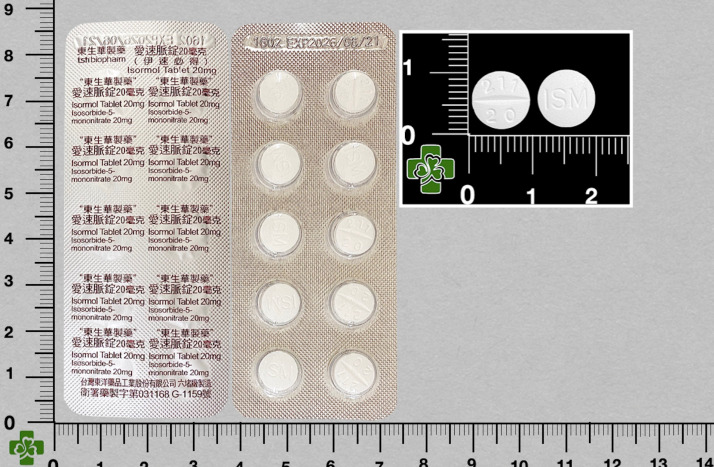 東生華製藥 愛速脈錠20毫克
tshbiopharm (伊速必得)
Isormol Tablet 20mg
"東生華製藥" "東生華製藥"
愛速脈錠20毫克 愛速脈錠20毫克
Isormol Tablet 20mg Isormol Tablet 20mg
Isosorbide-5- Isosorbide-5-
mononitrate 20mg mononitrate 20mg
"東生華製藥" "東生華製藥"
愛速脈錠20毫克 愛速脈錠20毫克
Isormol Tablet 20mg Isormol Tablet 20mg
Isosorbide-5- Isosorbide-5-
mononitrate 20mg mononitrate 20mg
"東生華製藥" "東生華製藥"
愛速脈錠20毫克 愛速脈錠20毫克
Isormol Tablet 20mg Isormol Tablet 20mg
Isosorbide-5- Isosorbide-5-
mononitrate 20mg mononitrate 20mg
"東生華製藥" "東生華製藥"
愛速脈錠20毫克 愛速脈錠20毫克
Isormol Tablet 20mg Isormol Tablet 20mg
Isosorbide-5- Isosorbide-5-
mononitrate 20mg mononitrate 20mg
"東生華製藥" "東生華製藥"
愛速脈錠20毫克 愛速脈錠20毫克
Isormol Tablet 20mg Isormol Tablet 20mg
Isosorbide-5- Isosorbide-5-
mononitrate 20mg mononitrate 20mg
台灣東洋藥品工業股份有限公司六堵廠製造
衛署藥製字第031168 G-1159號
1602 EXP2026/08/21
217
20
ISM
1
0
0 1 2
9
8
7
6
5
4
3
2
1
0
0 1 2 3 4 5 6 7 8 9 10 11 12 13 14